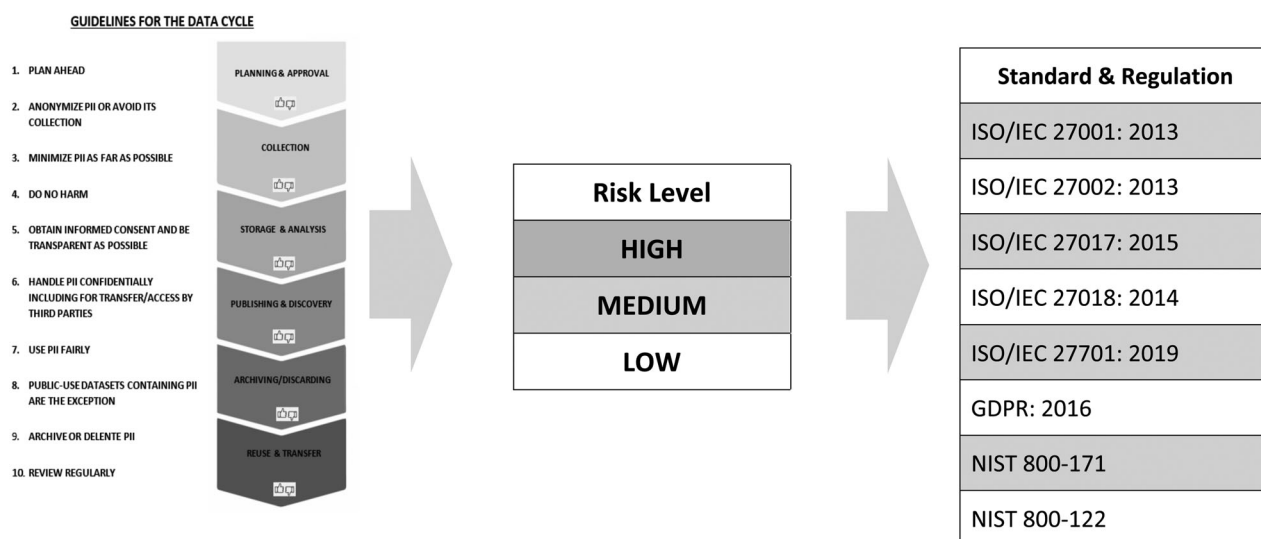 GUIDELINES FOR THE DATA CYCLE
1. PLAN AHEAD
2. ANONYMIZE PII OR AVOID ITS
COLLECTION
3. MINIMIZE PII AS FAR AS POSSIBLE
4. DO NO HARM
5. OBTAIN INFORMED CONSENT AND BE
TRANSPARENT AS POSSIBLE
6. HANDLE PII CONFIDENTIALLY
INCLUDING FOR TRANSFER/ACCESS BY
THIRD PARTIES
7. USE PII FAIRLY
8. PUBLIC-USE DATASETS CONTAINING PII
ARE THE EXCEPTION
9. ARCHIVE OR DELENTE PII
10. REVIEW REGULARLY
PLANNING & APPROVAL
COLLECTION
STORAGE & ANALYSIS
PUBLISHING & DISCOVERY
ARCHIVING/DISCARDING
REUSE & TRANSFER
Risk Level
HIGH
MEDIUM
LOW
Standard & Regulation
ISO/IEC 27001: 2013
ISO/IEC 27002: 2013
ISO/IEC 27017: 2015
ISO/IEC 27018: 2014
ISO/IEC 27701: 2019
GDPR: 2016
NIST 800-171
NIST 800-122